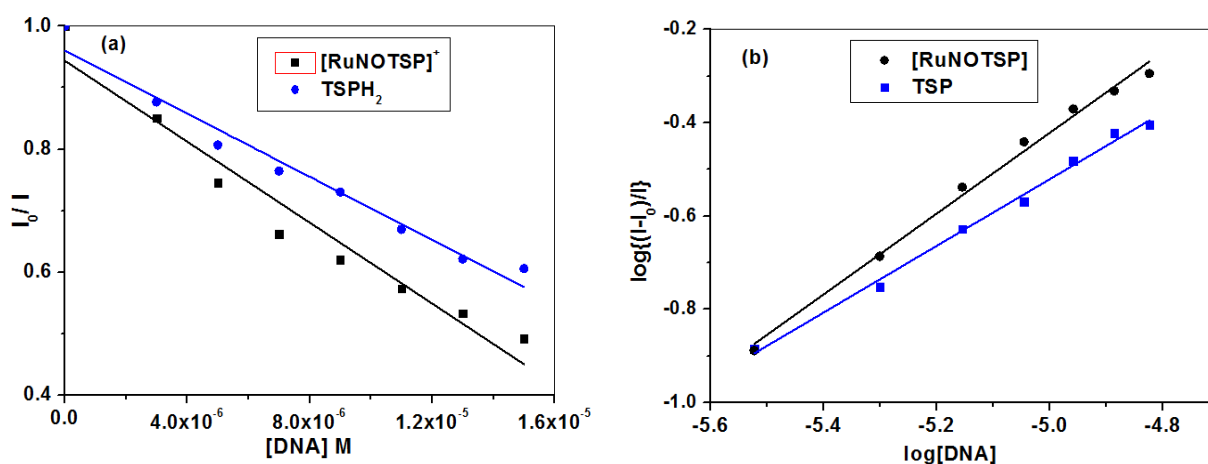 (a)
[RuNOTSP]⁺
TSPH₂
I₀/ I
1.0
0.8
0.6
0.4
0.0
4.0x10⁻⁶
8.0x10⁻⁶
1.2x10⁻⁵
1.6x10⁻⁵
[DNA] M
(b)
[RuNOTSP]
TSP
log{(I-I₀)/I}
-0.2
-0.4
-0.6
-0.8
-1.0
-5.6
-5.4
-5.2
-5.0
-4.8
log[DNA]